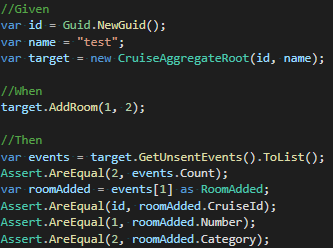 //Given
var id = Guid.NewGuid();
var name = "test";
var target = new CruiseAggregateRoot(id, name);
//When
target.AddRoom(1, 2);
//Then
var events = target.GetUnsentEvents().ToList();
Assert.AreEqual(2, events.Count);
var roomAdded = events[1] as RoomAdded;
Assert.AreEqual(id, roomAdded.CruiseId);
Assert.AreEqual(1, roomAdded.Number);
Assert.AreEqual(2, roomAdded.Category);